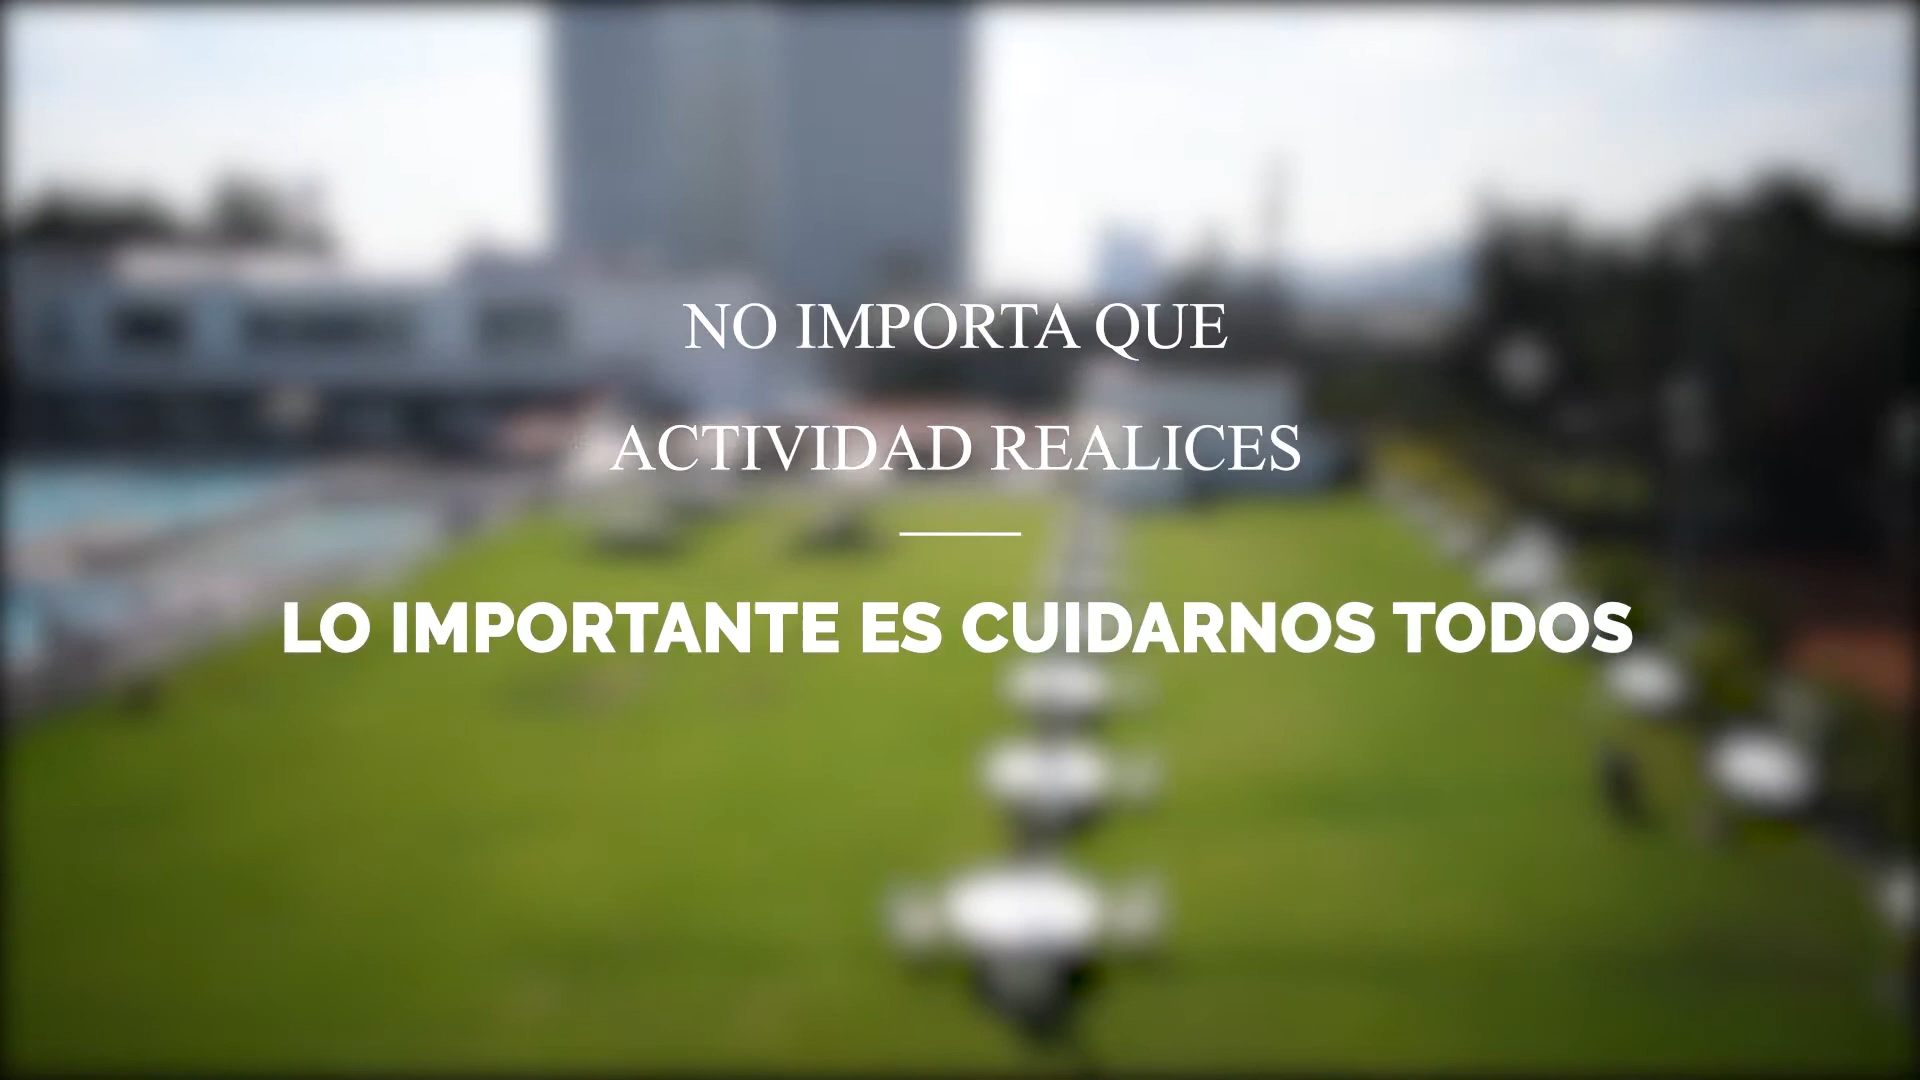 NO IMPORTA QUE
ACTIVIDAD REALICES
LO IMPORTANTE ES CUIDARNOS TODOS